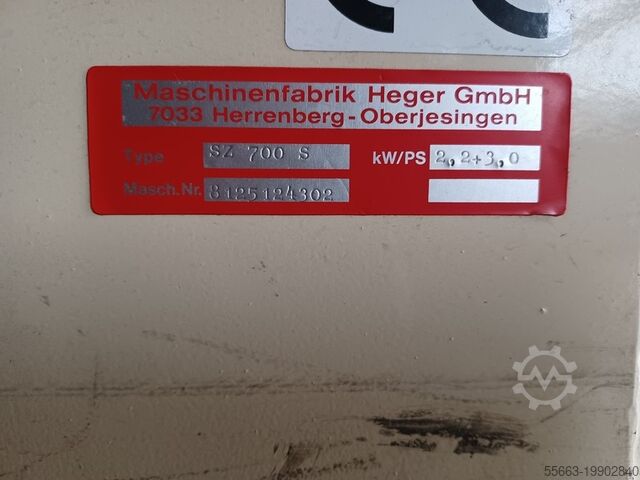 Maschinenfabrik Heger GmbH
7033 Herrenberg-Oberjesingen
Type SZ 700 S kW/PS 2,2+3,0
Masch.Nr. 8125124302
55663-19902840